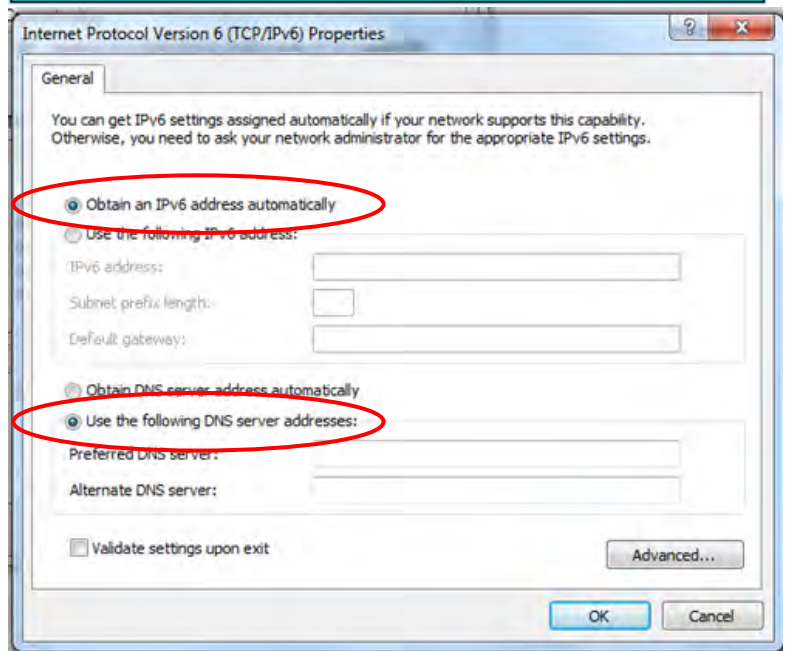 Internet Protocol Version 6 (TCP/IPv6) Properties
General
You can get IPv6 settings assigned automatically if your network supports this capability.
Otherwise, you need to ask your network administrator for the appropriate IPv6 settings.
Obtain an IPv6 address automatically
Use the following IPv6 address:
IPv6 address:
Subnet prefix length:
Default gateway:
Obtain DNS server address automatically
Use the following DNS server addresses:
Preferred DNS server:
Alternate DNS server:
Validate settings upon exit
Advanced...
OK Cancel